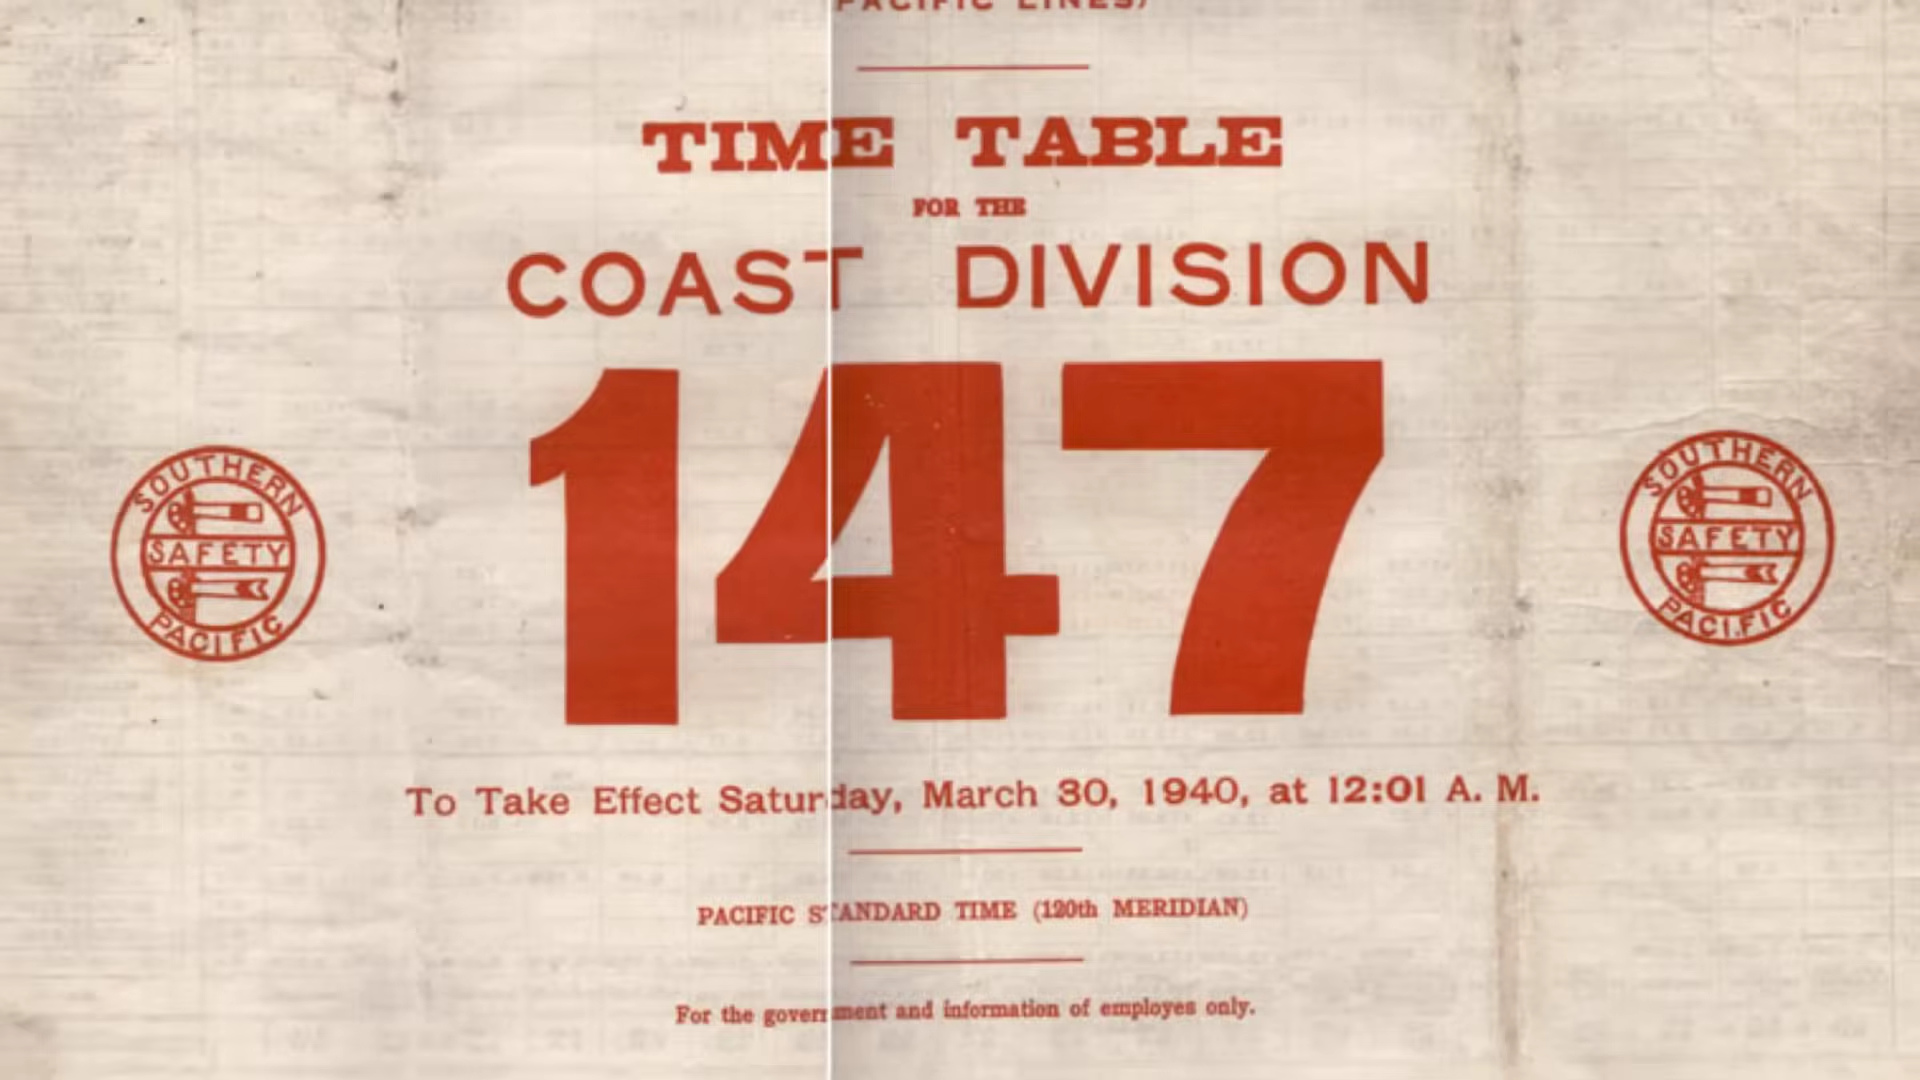 PACIFIC LINES)
TIME TABLE
FOR THE
COAST DIVISION
147
SOUTHERN
SAFETY
PACIFIC
SOUTHERN
SAFETY
PACIFIC
To Take Effect Saturday, March 30, 1940, at 12:01 A. M.
PACIFIC STANDARD TIME (120th MERIDIAN)
For the government and information of employes only.